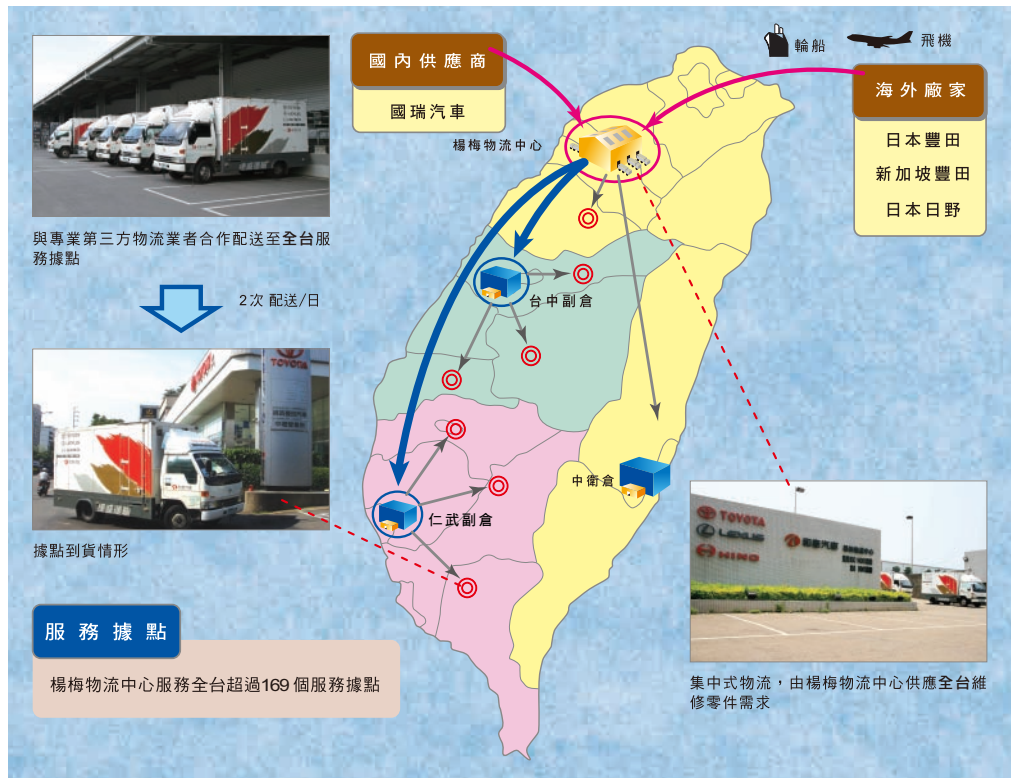 國內供應商
國瑞汽車
輪船
飛機
海外廠家
日本豐田
新加坡豐田
日本日野
楊梅物流中心
與專業第三方物流業者合作配送至全台服
務據點
2次 配送/日
台中副倉
TOYOTA
據點到貨情形
仁武副倉
中衛倉
TOYOTA
LEXUS
HINO
服務據點
楊梅物流中心服務全台超過169個服務據點
集中式物流，由楊梅物流中心供應全台維
修零件需求